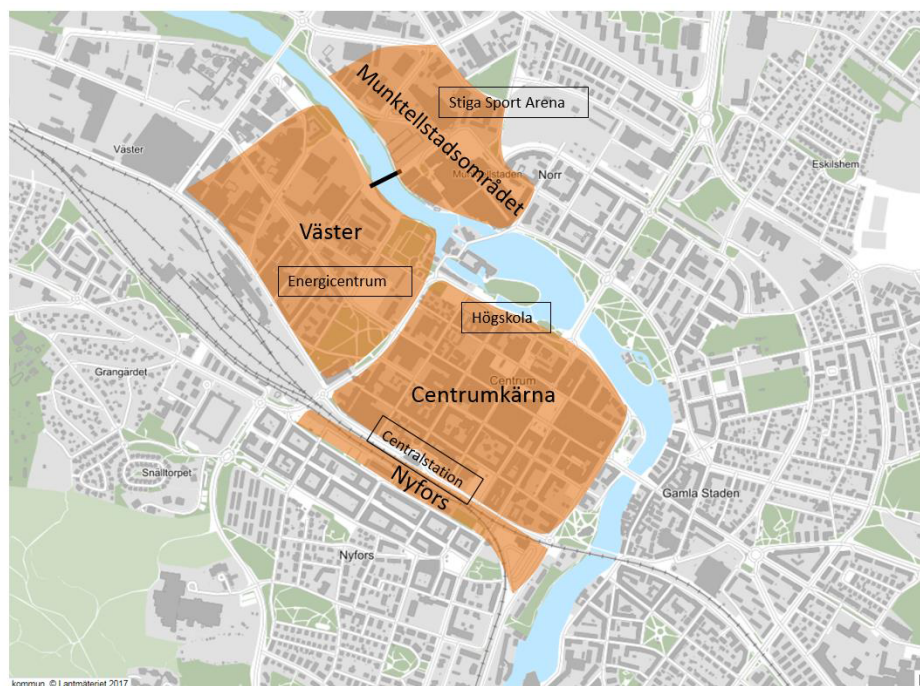 Munktellstadsområdet
Stiga Sport Arena
Väster
Eskilshem
Munktellstaden
Norr
Väster
Energicentrum
Högskola
Grangärdet
Centrum
Centrumkärna
Centralstation
Snälltorpet
Nyfors
Gamla Staden
Nyfors
kommun, © Lantmäteriet 2017